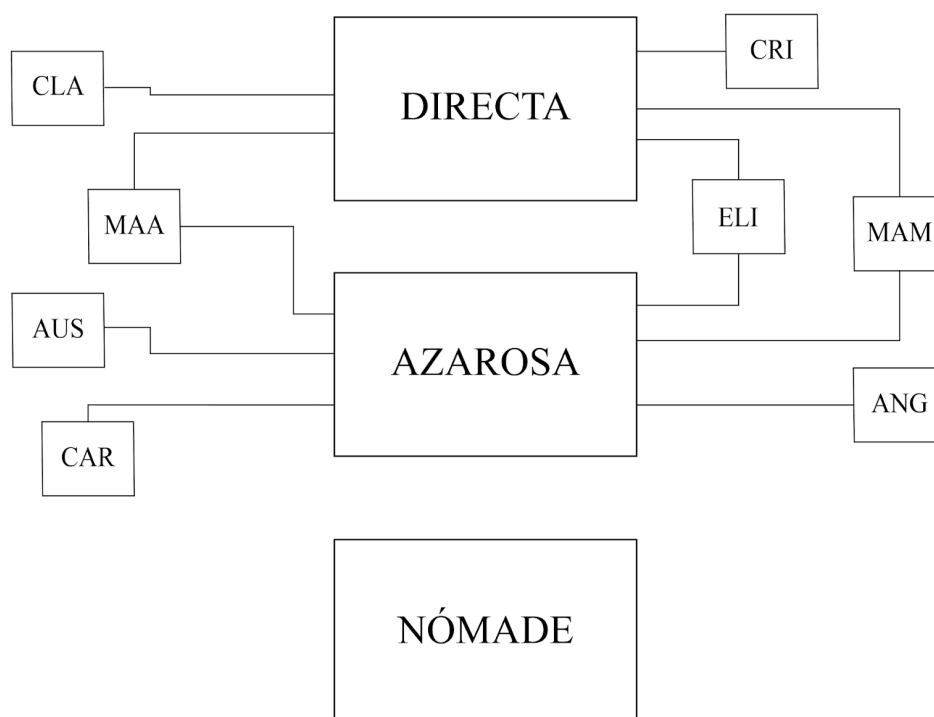 CRI
CLA
DIRECTA
MAA
ELI
MAM
AUS
AZAROSA
ANG
CAR
NÓMADE